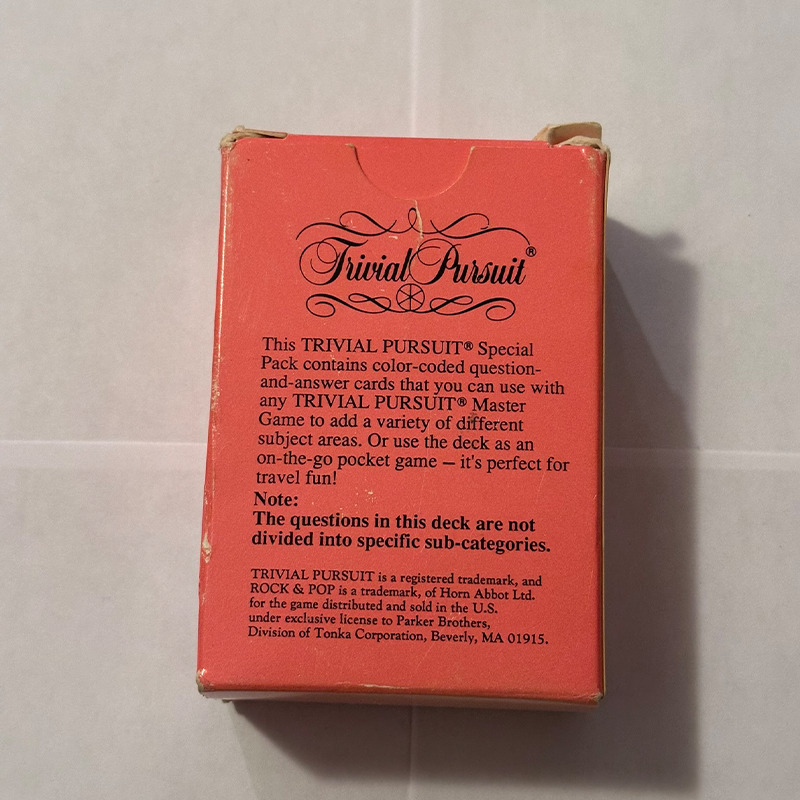 Trivial Pursuit®
This TRIVIAL PURSUIT® Special
Pack contains color-coded question-
and-answer cards that you can use with
any TRIVIAL PURSUIT® Master
Game to add a variety of different
subject areas. Or use the deck as an
on-the-go pocket game – it's perfect for
travel fun!
Note:
The questions in this deck are not
divided into specific sub-categories.
TRIVIAL PURSUIT is a registered trademark, and
ROCK & POP is a trademark, of Horn Abbot Ltd.
for the game distributed and sold in the U.S.
under exclusive license to Parker Brothers,
Division of Tonka Corporation, Beverly, MA 01915.